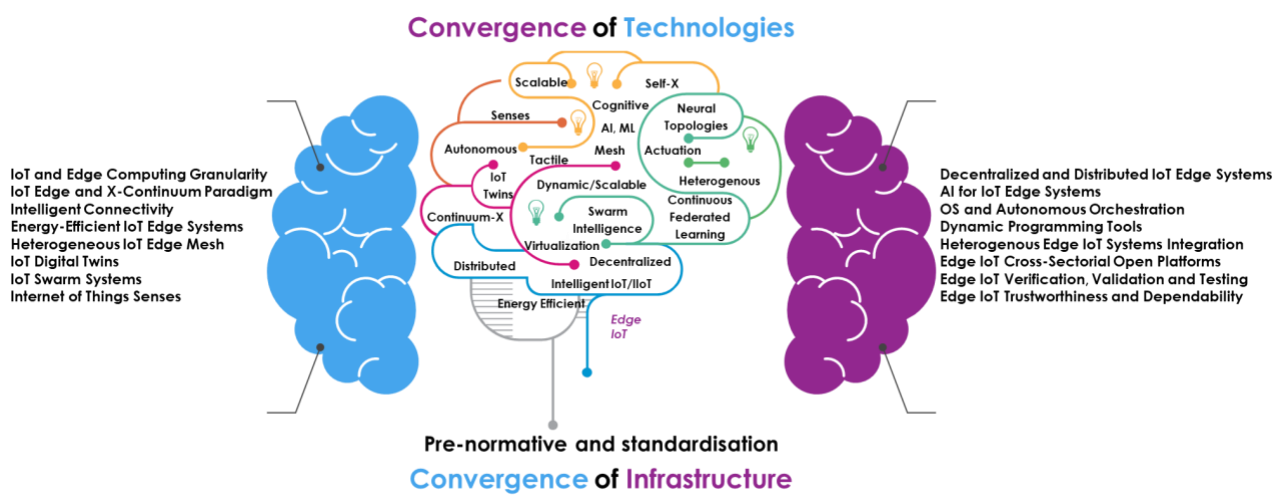 Convergence of Technologies
IoT and Edge Computing Granularity
IoT Edge and X-Continuum Paradigm
Intelligent Connectivity
Energy-Efficient IoT Edge Systems
Heterogeneous IoT Edge Mesh
IoT Digital Twins
IoT Swarm Systems
Internet of Things Senses
Scalable
Self-X
Cognitive
Neural
Topologies
Senses
AI, ML
Autonomous
Mesh
Actuation
Tactile
IoT
Twins
Heterogenous
Dynamic/Scalable
Continuum-X
Swarm
Intelligence
Continuous
Federated
Learning
Virtualization
Distributed
Decentralized
Intelligent IoT/IIoT
Energy Efficient
Edge
IoT
Decentralized and Distributed IoT Edge Systems
AI for IoT Edge Systems
OS and Autonomous Orchestration
Dynamic Programming Tools
Heterogenous Edge IoT Systems Integration
Edge IoT Cross-Sectorial Open Platforms
Edge IoT Verification, Validation and Testing
Edge IoT Trustworthiness and Dependability
Pre-normative and standardisation
Convergence of Infrastructure